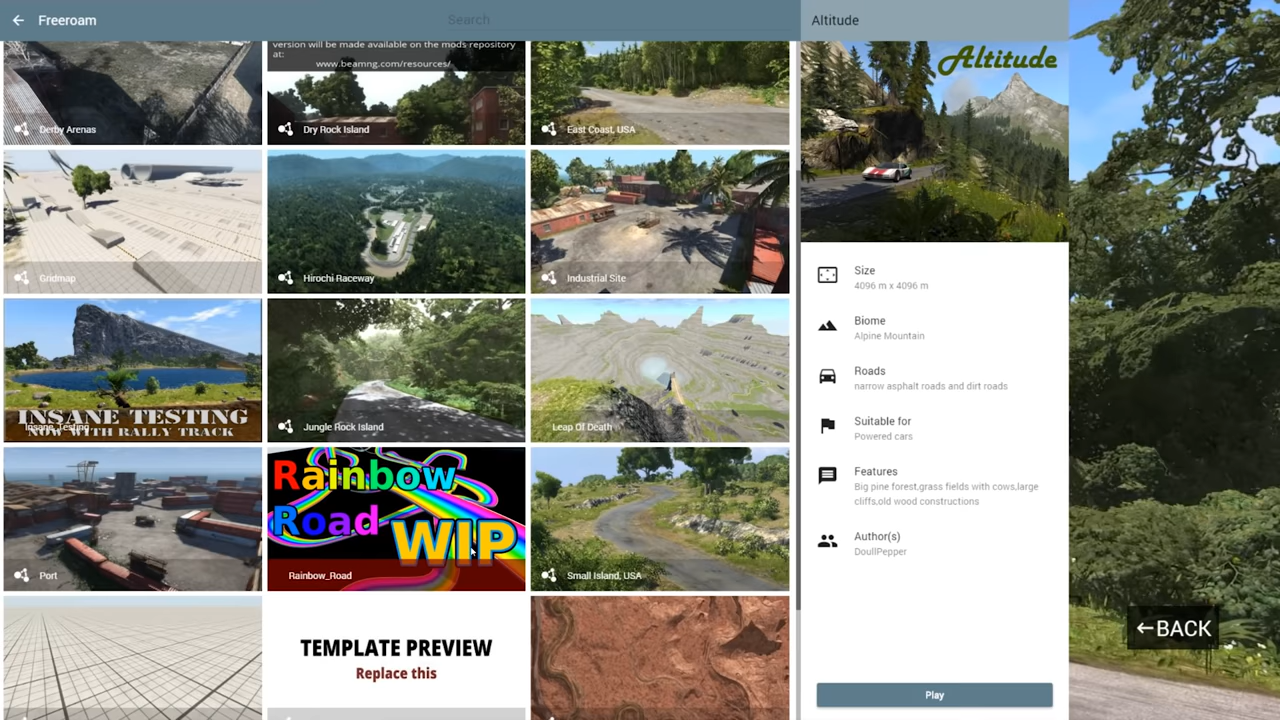 Freeroam
Search
Altitude
version will be made available on the mods repository
at:
www.beamng.com/resources/
Derby Arenas
Dry Rock Island
East Coast, USA
Altitude
Gridmap
Hirochi Raceway
Industrial Site
INSANE TESTING
Insane Testing
NOW WITH RALLY TRACK
Jungle Rock Island
Leap Of Death
Port
Rainbow
Road
WIP
Rainbow_Road
Small Island, USA
TEMPLATE PREVIEW
Replace this
Size
4096 m x 4096 m
Biome
Alpine Mountain
Roads
narrow asphalt roads and dirt roads
Suitable for
Powered cars
Features
Big pine forest,grass fields with cows,large
cliffs,old wood constructions
Author(s)
DoullPepper
Play
←BACK